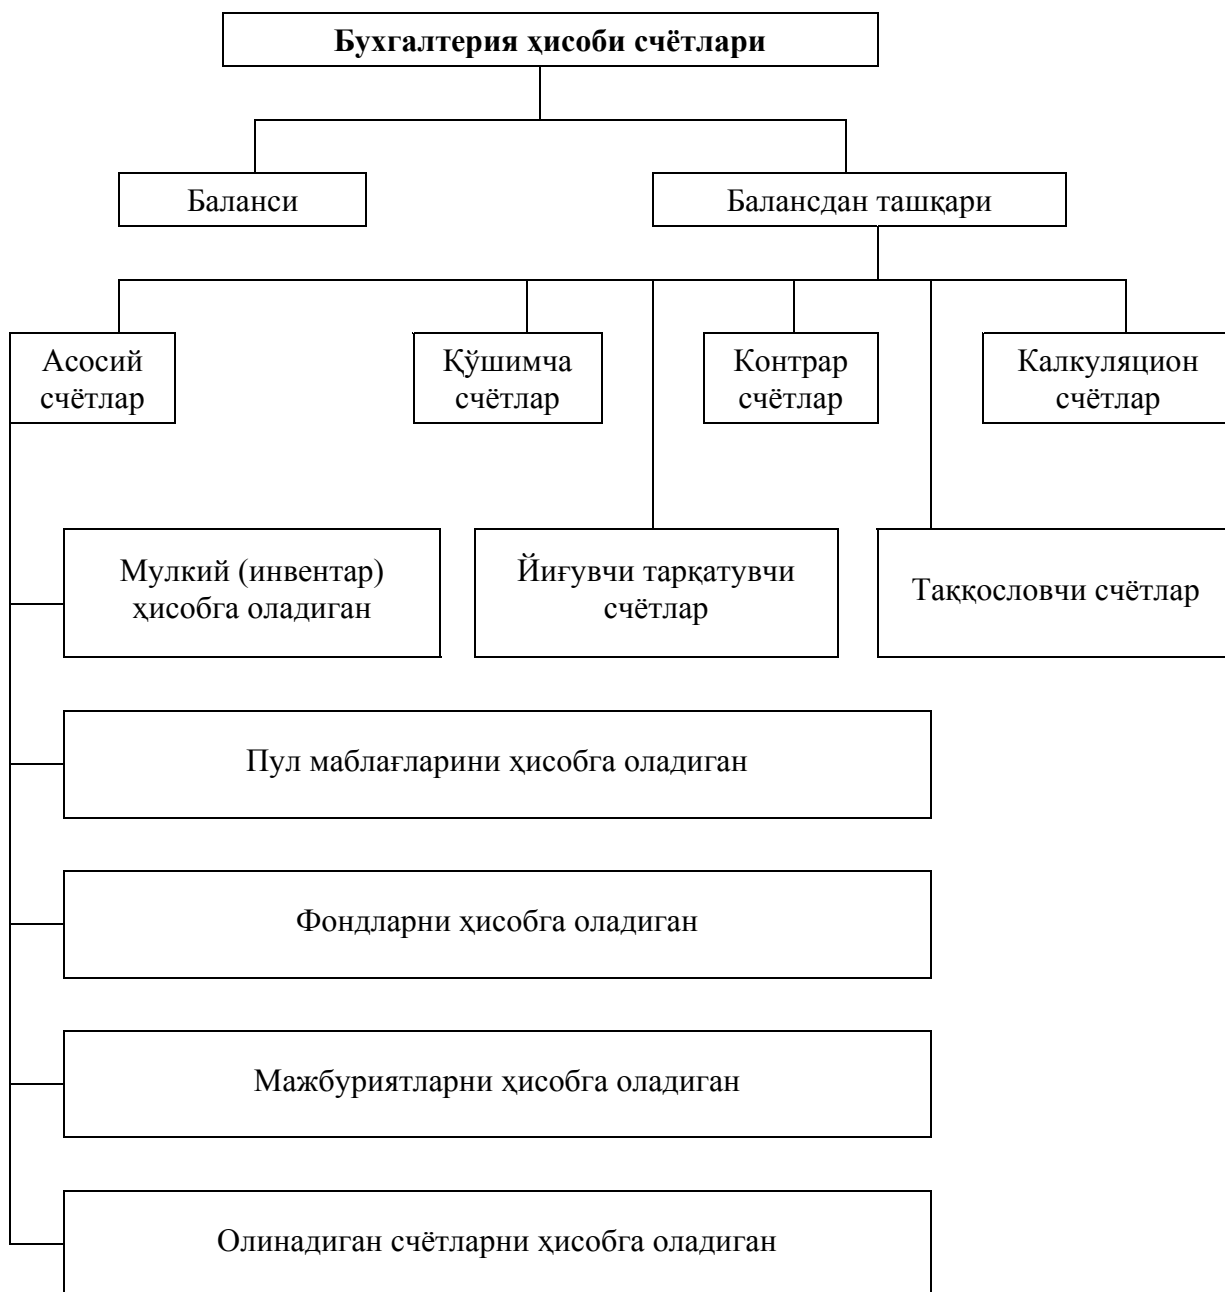 Бухгалтерия ҳисоби счётлари
Баланси
Балансдан ташқари
Асосий
счётлар
Қўшимча
счётлар
Контрар
счётлар
Калкуляцион
счётлар
Мулкий (инвентар)
ҳисобга оладиган
Йиғувчи тарқатувчи
счётлар
Таққословчи счётлар
Пул маблағларини ҳисобга оладиган
Фондларни ҳисобга оладиган
Мажбуриятларни ҳисобга оладиган
Олинадиган счётларни ҳисобга оладиган